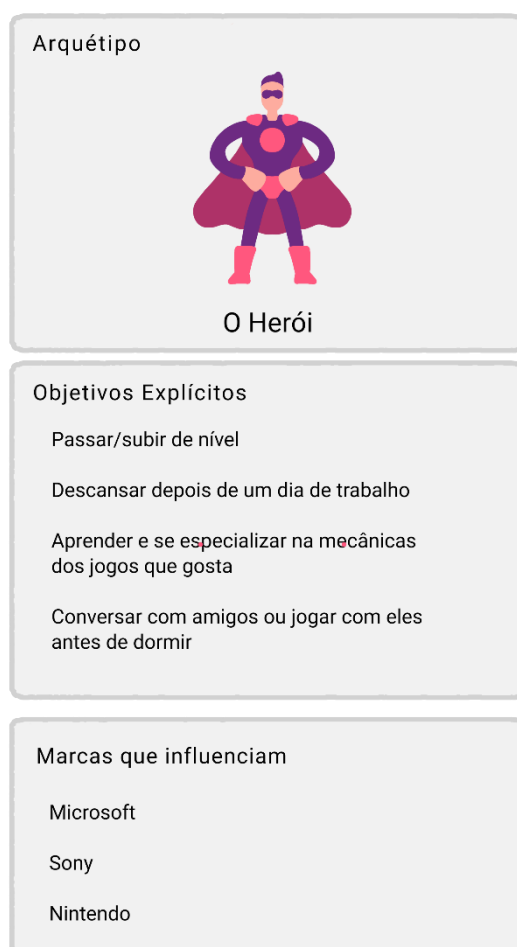 Arquétipo
O Herói
Objetivos Explícitos
Passar/subir de nível
Descansar depois de um dia de trabalho
Aprender e se especializar na mecânicas
dos jogos que gosta
Conversar com amigos ou jogar com eles
antes de dormir
Marcas que influenciam
Microsoft
Sony
Nintendo